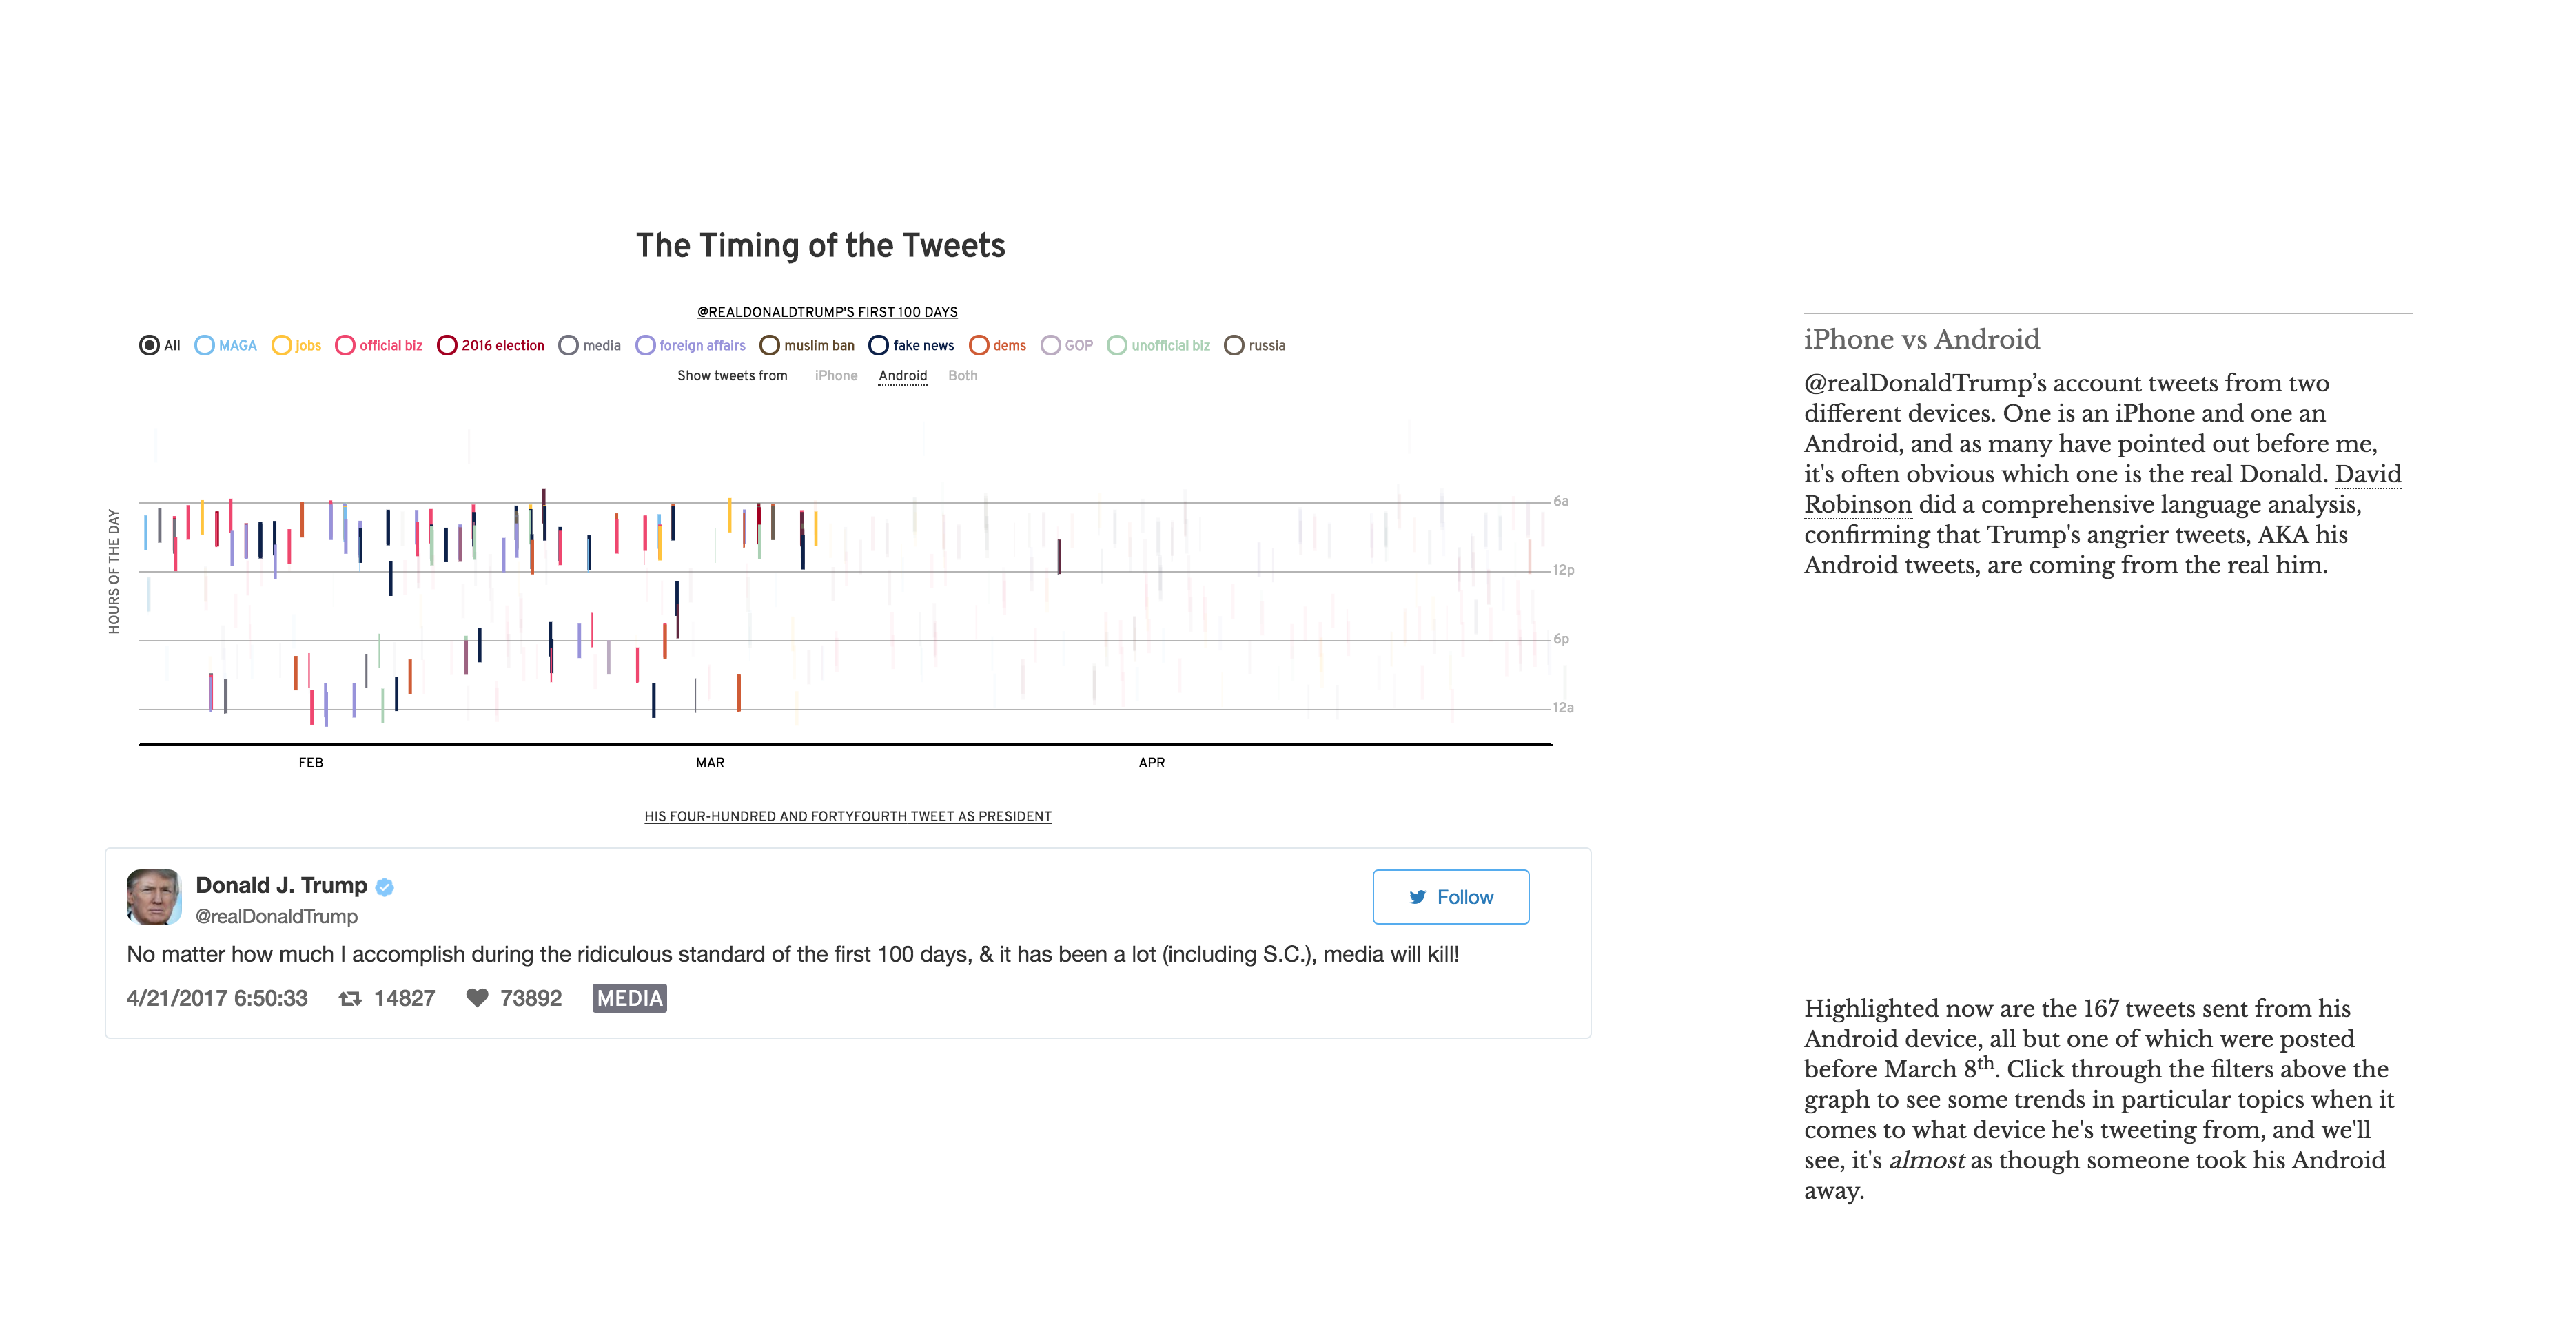 The Timing of the Tweets
@REALDONALDTRUMP'S FIRST 100 DAYS
All MAGA jobs official biz 2016 election media foreign affairs muslim ban fake news dems GOP unofficial biz russia
Show tweets from iPhone Android Both
HOURS OF THE DAY
6a
12p
6p
12a
FEB MAR APR
HIS FOUR-HUNDRED AND FORTYFOURTH TWEET AS PRESIDENT
Donald J. Trump
@realDonaldTrump
Follow
No matter how much I accomplish during the ridiculous standard of the first 100 days, & it has been a lot (including S.C.), media will kill!
4/21/2017 6:50:33 14827 73892 MEDIA
iPhone vs Android
@realDonaldTrump’s account tweets from two
different devices. One is an iPhone and one an
Android, and as many have pointed out before me,
it's often obvious which one is the real Donald. David
Robinson did a comprehensive language analysis,
confirming that Trump's angrier tweets, AKA his
Android tweets, are coming from the real him.
Highlighted now are the 167 tweets sent from his
Android device, all but one of which were posted
before March 8th. Click through the filters above the
graph to see some trends in particular topics when it
comes to what device he's tweeting from, and we'll
see, it's almost as though someone took his Android
away.